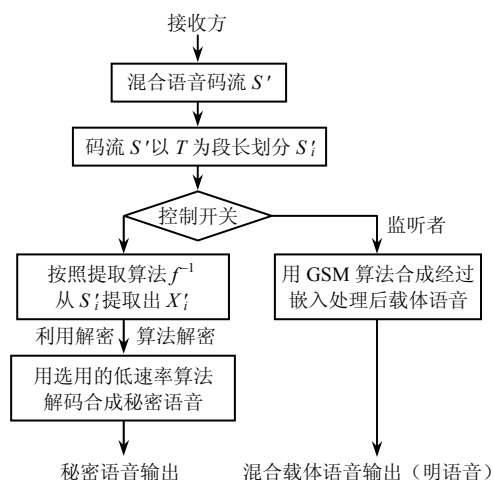 接收方
混合语音码流 S′
码流 S′以 T 为段长划分 S′i
控制开关
监听者
按照提取算法 f⁻¹
从 S′i 提取出 X′i
用 GSM 算法合成经过
嵌入处理后载体语音
利用解密 算法解密
用选用的低速率算法
解码合成秘密语音
秘密语音输出
混合载体语音输出（明语音）